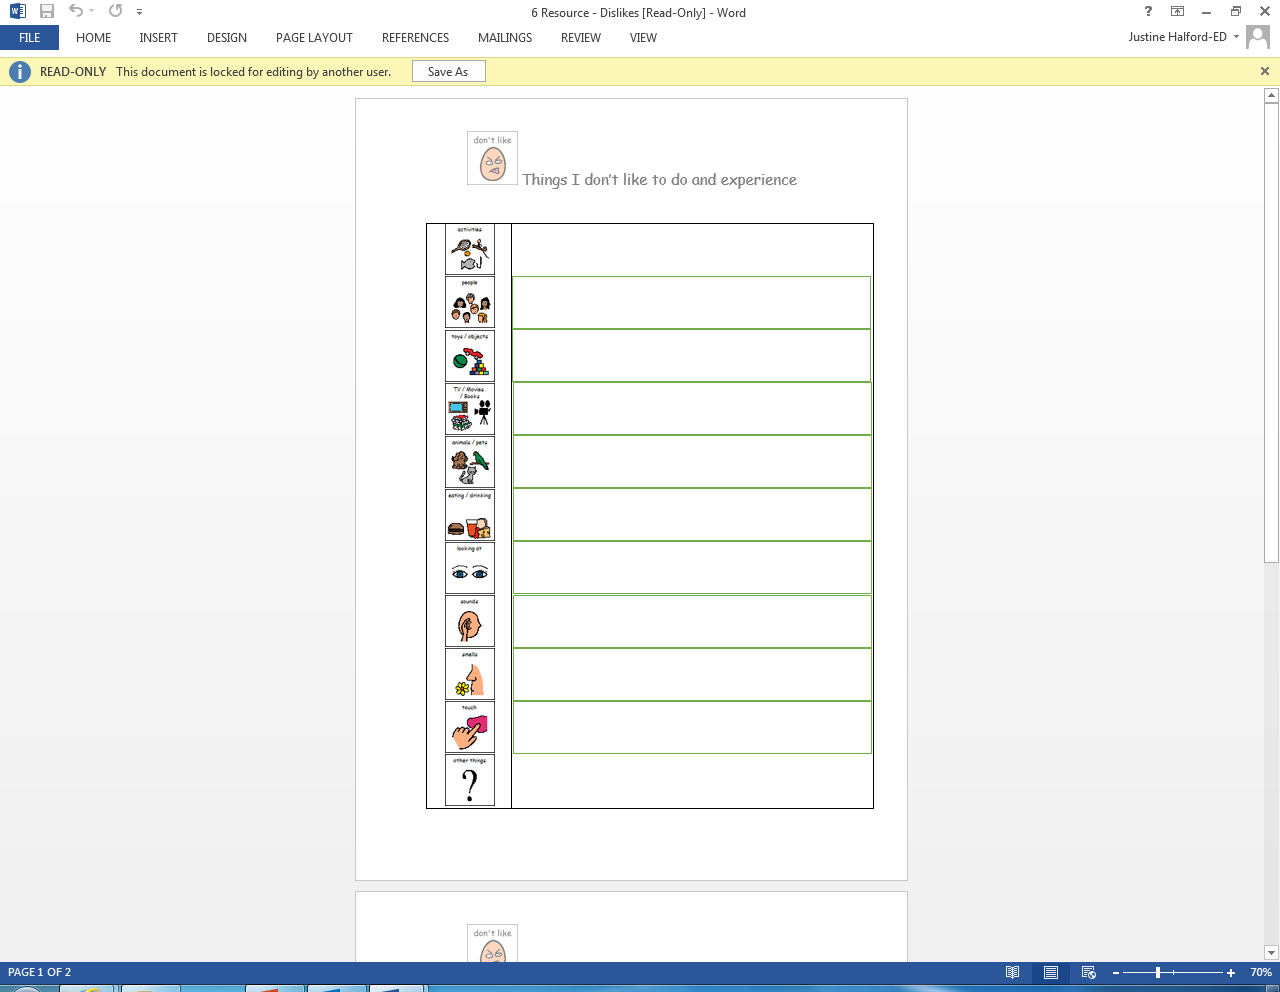 6 Resource - Dislikes [Read-Only] - Word
FILE HOME INSERT DESIGN PAGE LAYOUT REFERENCES MAILINGS REVIEW VIEW
Justine Halford-ED
READ-ONLY This document is locked for editing by another user. Save As
don't like
Things I don't like to do and experience
activities
people
toys / objects
TV / Movies
/ Books
animals / pets
eating / drinking
looking at
sounds
smells
touch
other things
?
don't like
PAGE 1 OF 2
70%